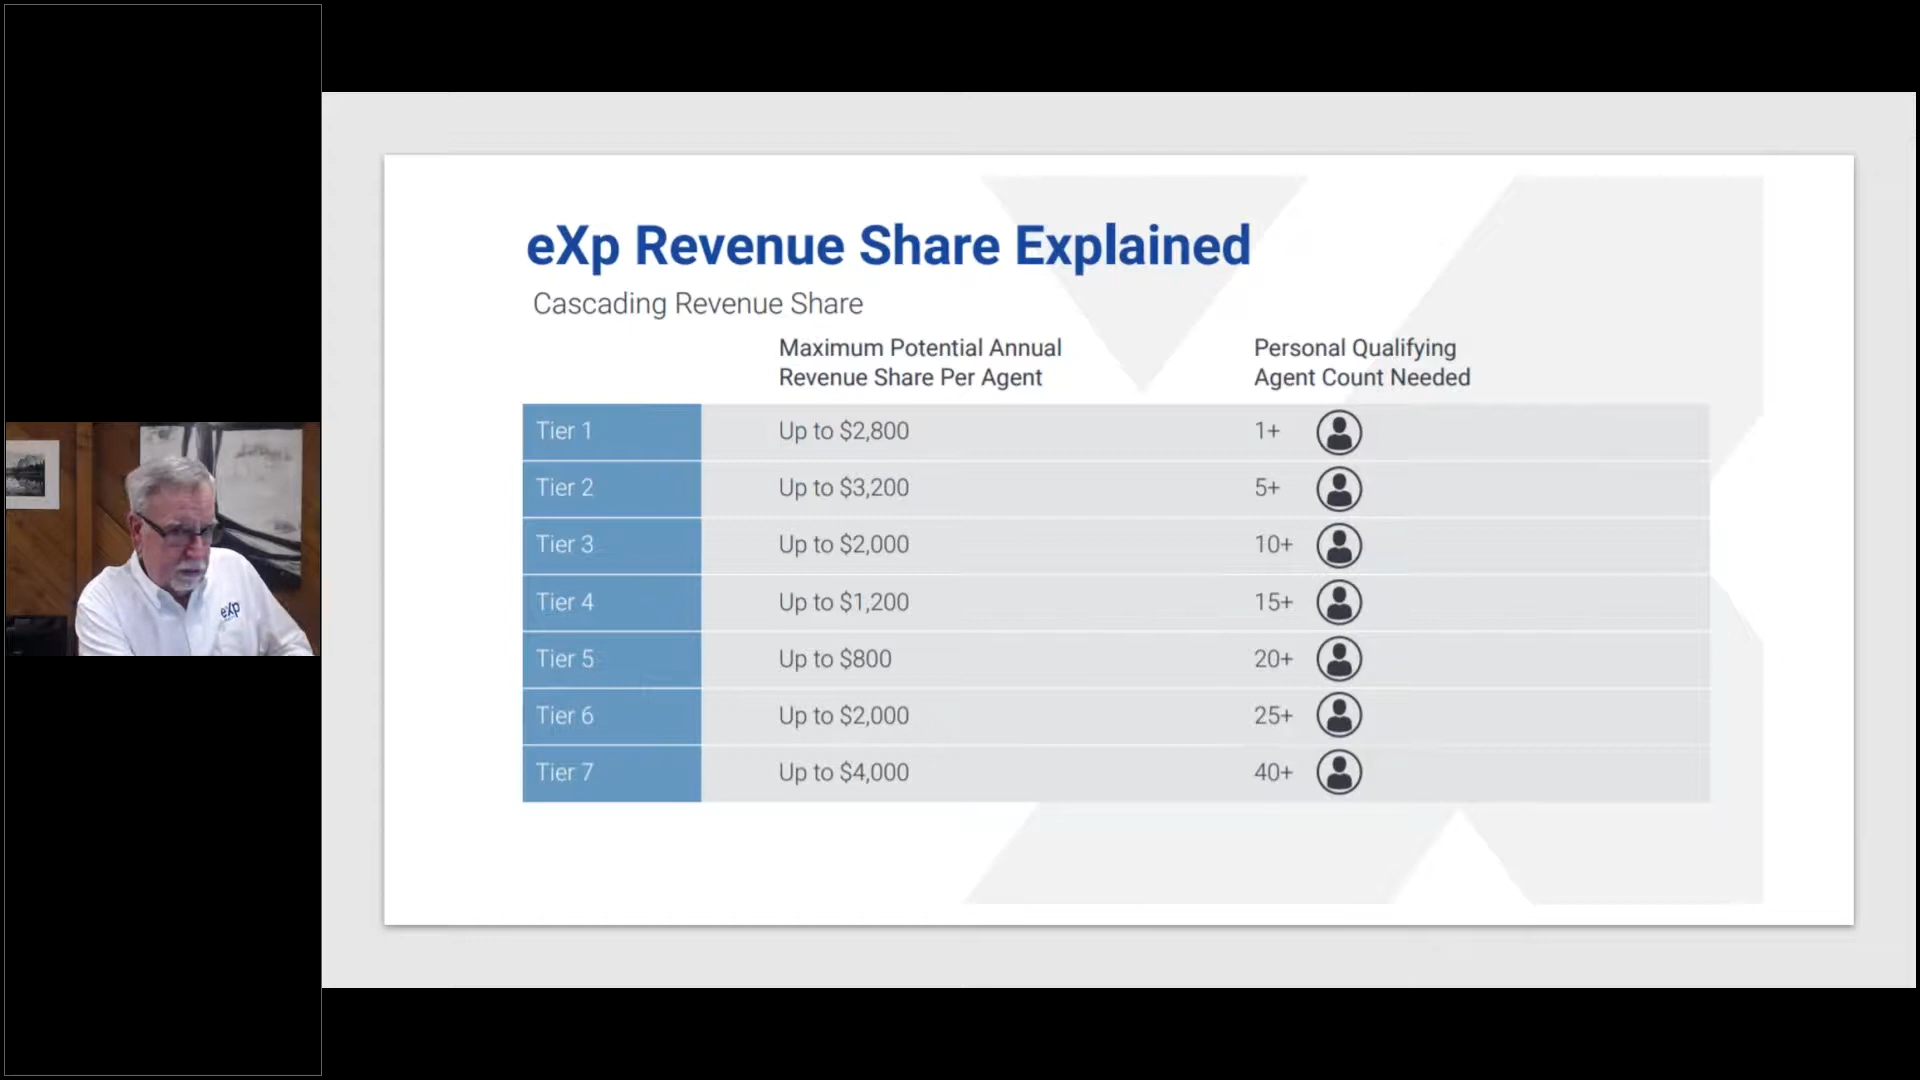 eXp Revenue Share Explained
Cascading Revenue Share
Maximum Potential Annual
Revenue Share Per Agent
Personal Qualifying
Agent Count Needed
Tier 1 Up to $2,800 1+
Tier 2 Up to $3,200 5+
Tier 3 Up to $2,000 10+
Tier 4 Up to $1,200 15+
Tier 5 Up to $800 20+
Tier 6 Up to $2,000 25+
Tier 7 Up to $4,000 40+
eXp